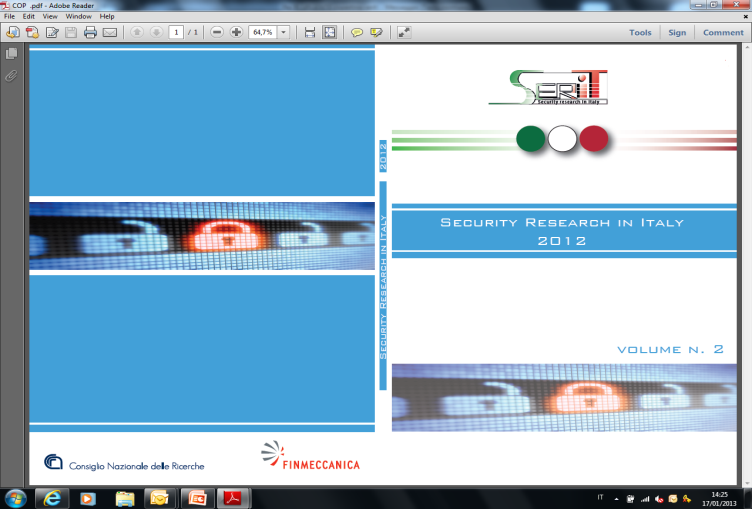 COP .pdf - Adobe Reader
File Edit View Window Help
1 / 1 64,7% Tools Sign Comment
SERIT
Security research in Italy
2012
SECURITY RESEARCH IN ITALY
SECURITY RESEARCH IN ITALY
2012
VOLUME N. 2
Consiglio Nazionale delle Ricerche
FINMECCANICA
IT
14:25
17/01/2013